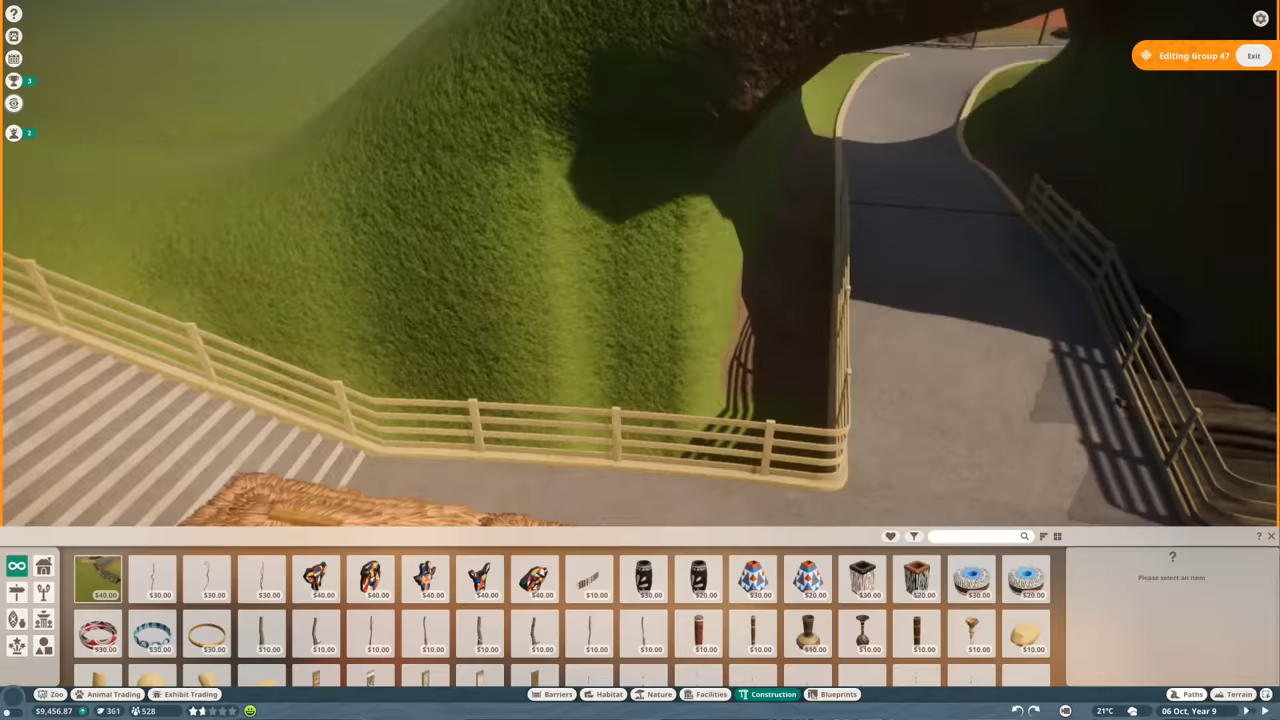 ?
3
2
Editing Group 47 Exit
? ×
?
Please select an item
$40.00 $30.00 $30.00 $30.00 $40.00 $40.00 $40.00 $40.00 $40.00 $10.00 $30.00 $20.00 $30.00 $20.00 $30.00 $20.00 $30.00 $20.00
$30.00 $30.00 $30.00 $10.00 $10.00 $10.00 $10.00 $10.00 $10.00 $10.00 $10.00 $10.00 $10.00 $10.00 $10.00 $10.00 $10.00 $10.00
Zoo Animal Trading Exhibit Trading Barriers Habitat Nature Facilities Construction Blueprints Paths Terrain
$9,456.87 361 528 21°C 06 Oct, Year 9